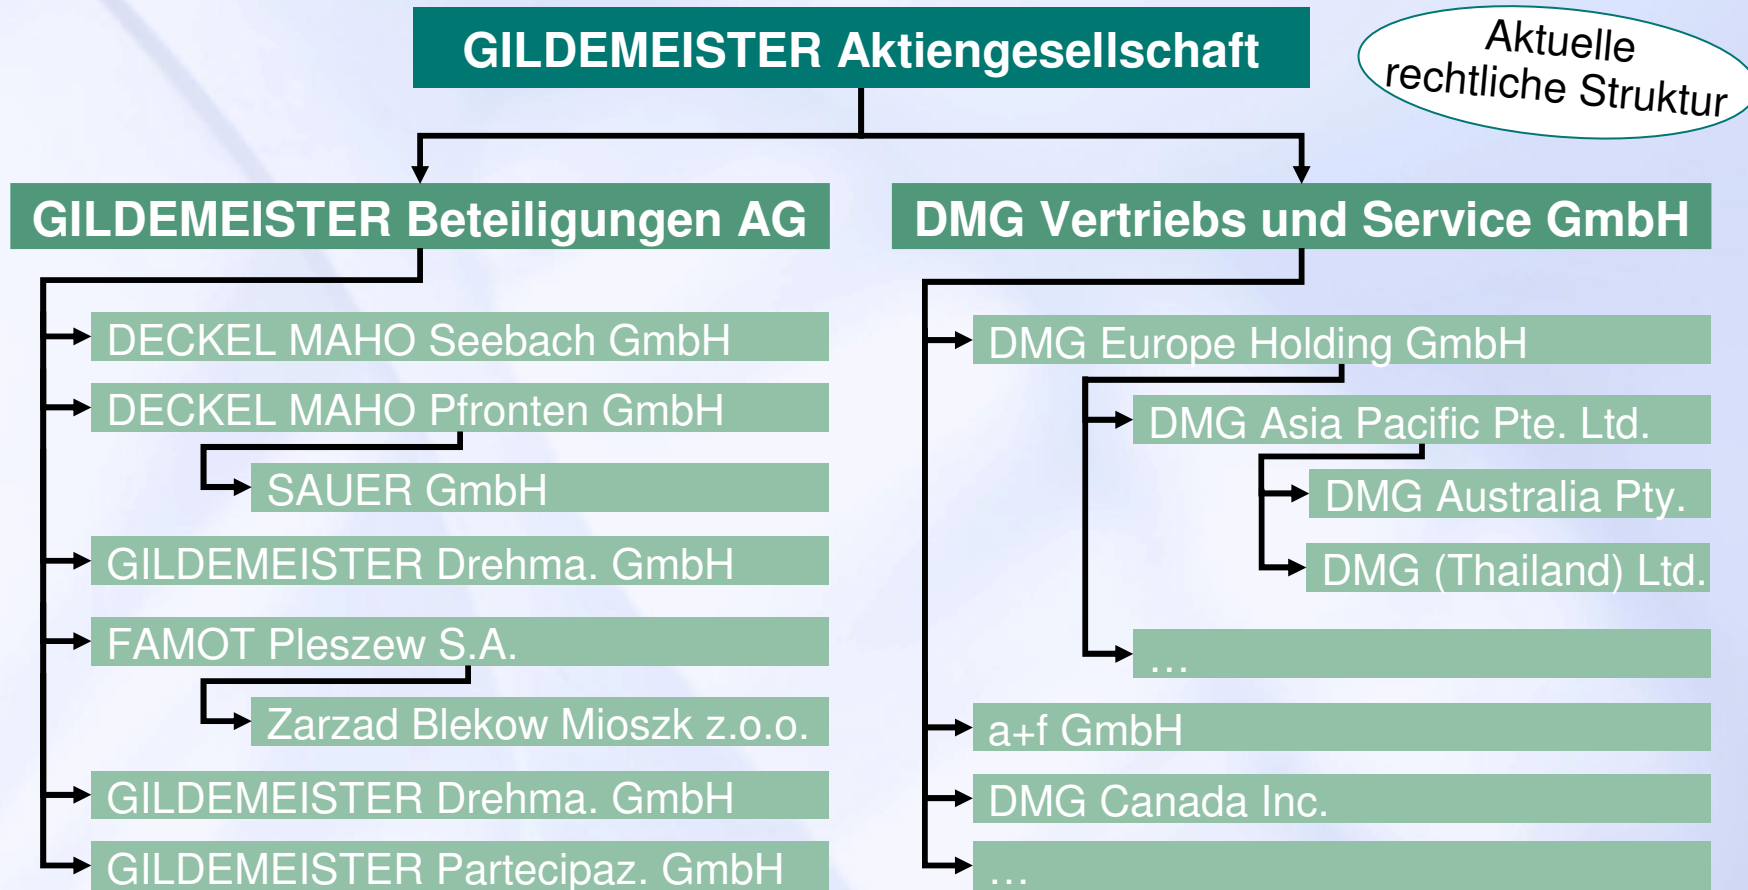 GILDEMEISTER Aktiengesellschaft
Aktuelle
rechtliche Struktur
GILDEMEISTER Beteiligungen AG
DECKEL MAHO Seebach GmbH
DECKEL MAHO Pfronten GmbH
SAUER GmbH
GILDEMEISTER Drehma. GmbH
FAMOT Pleszew S.A.
Zarzad Blekow Mioszk z.o.o.
GILDEMEISTER Drehma. GmbH
GILDEMEISTER Partecipaz. GmbH
DMG Vertriebs und Service GmbH
DMG Europe Holding GmbH
DMG Asia Pacific Pte. Ltd.
DMG Australia Pty.
DMG (Thailand) Ltd.
…
a+f GmbH
DMG Canada Inc.
…